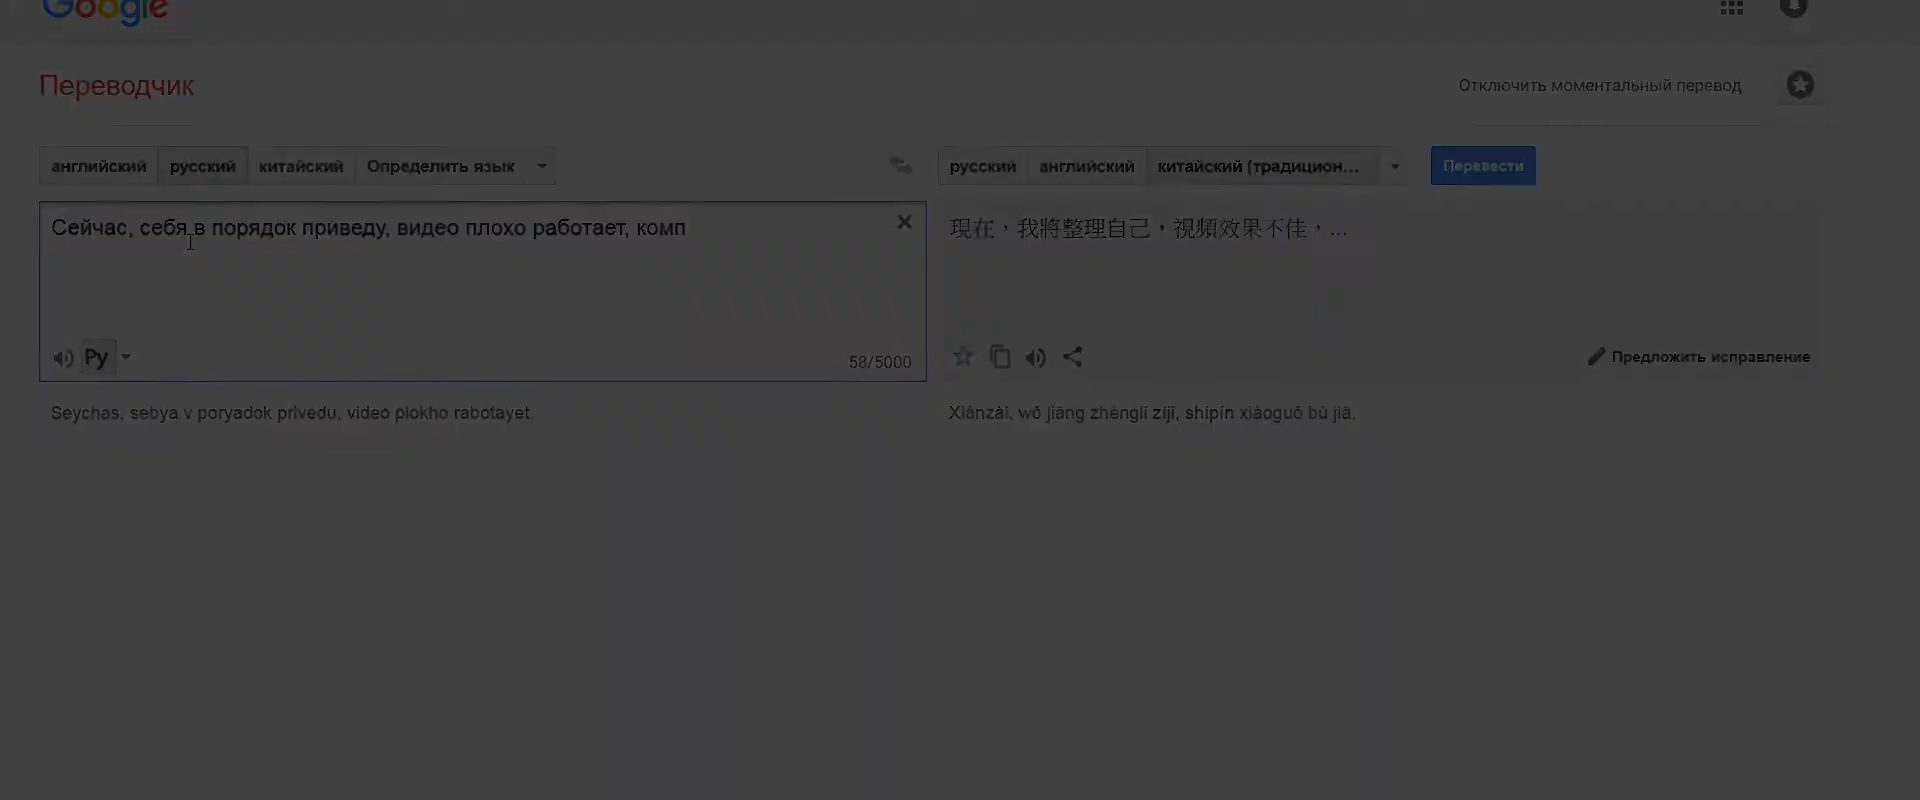 Google
Переводчик
Отключить моментальный перевод
английский русский китайский Определить язык
русский английский китайский (традицион... Перевести
Сейчас, себя в порядок приведу, видео плохо работает, комп
現在，我將整理自己，視頻效果不佳，...
Ру
58/5000
Предложить исправление
Seychas, sebya v poryadok privedu, video plokho rabotayet,
Xiànzài, wǒ jiāng zhěnglǐ zìjǐ, shìpín xiàoguǒ bù jiā,